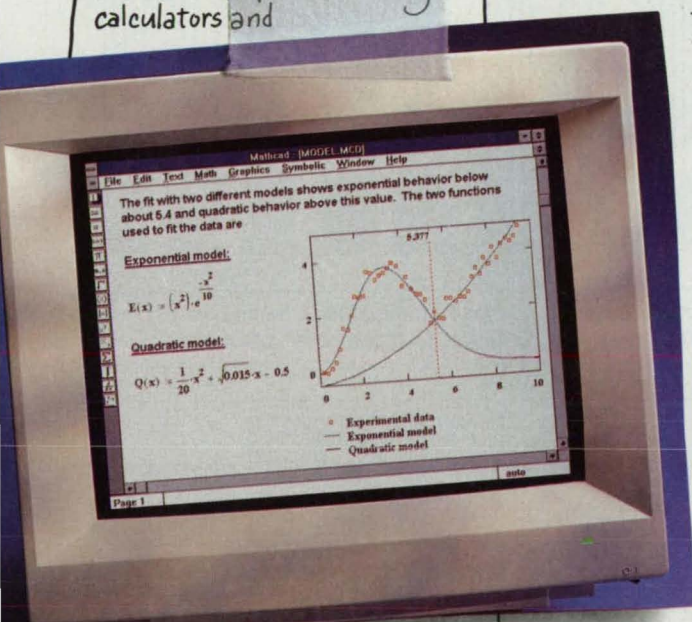 calculators and
Mathcad - [MODEL.MCD]
File Edit Text Math Graphics Symbolic Window Help
The fit with two different models shows exponential behavior below
about 5.4 and quadratic behavior above this value. The two functions
used to fit the data are
Exponential model:
E(x) := (x²)·e^(-x²/10)
Quadratic model:
Q(x) := 1/20·x² + √0.015·x - 0.5
5.377
4
2
0
0 2 4 6 8 10
Experimental data
Exponential model
Quadratic model
auto
Page 1